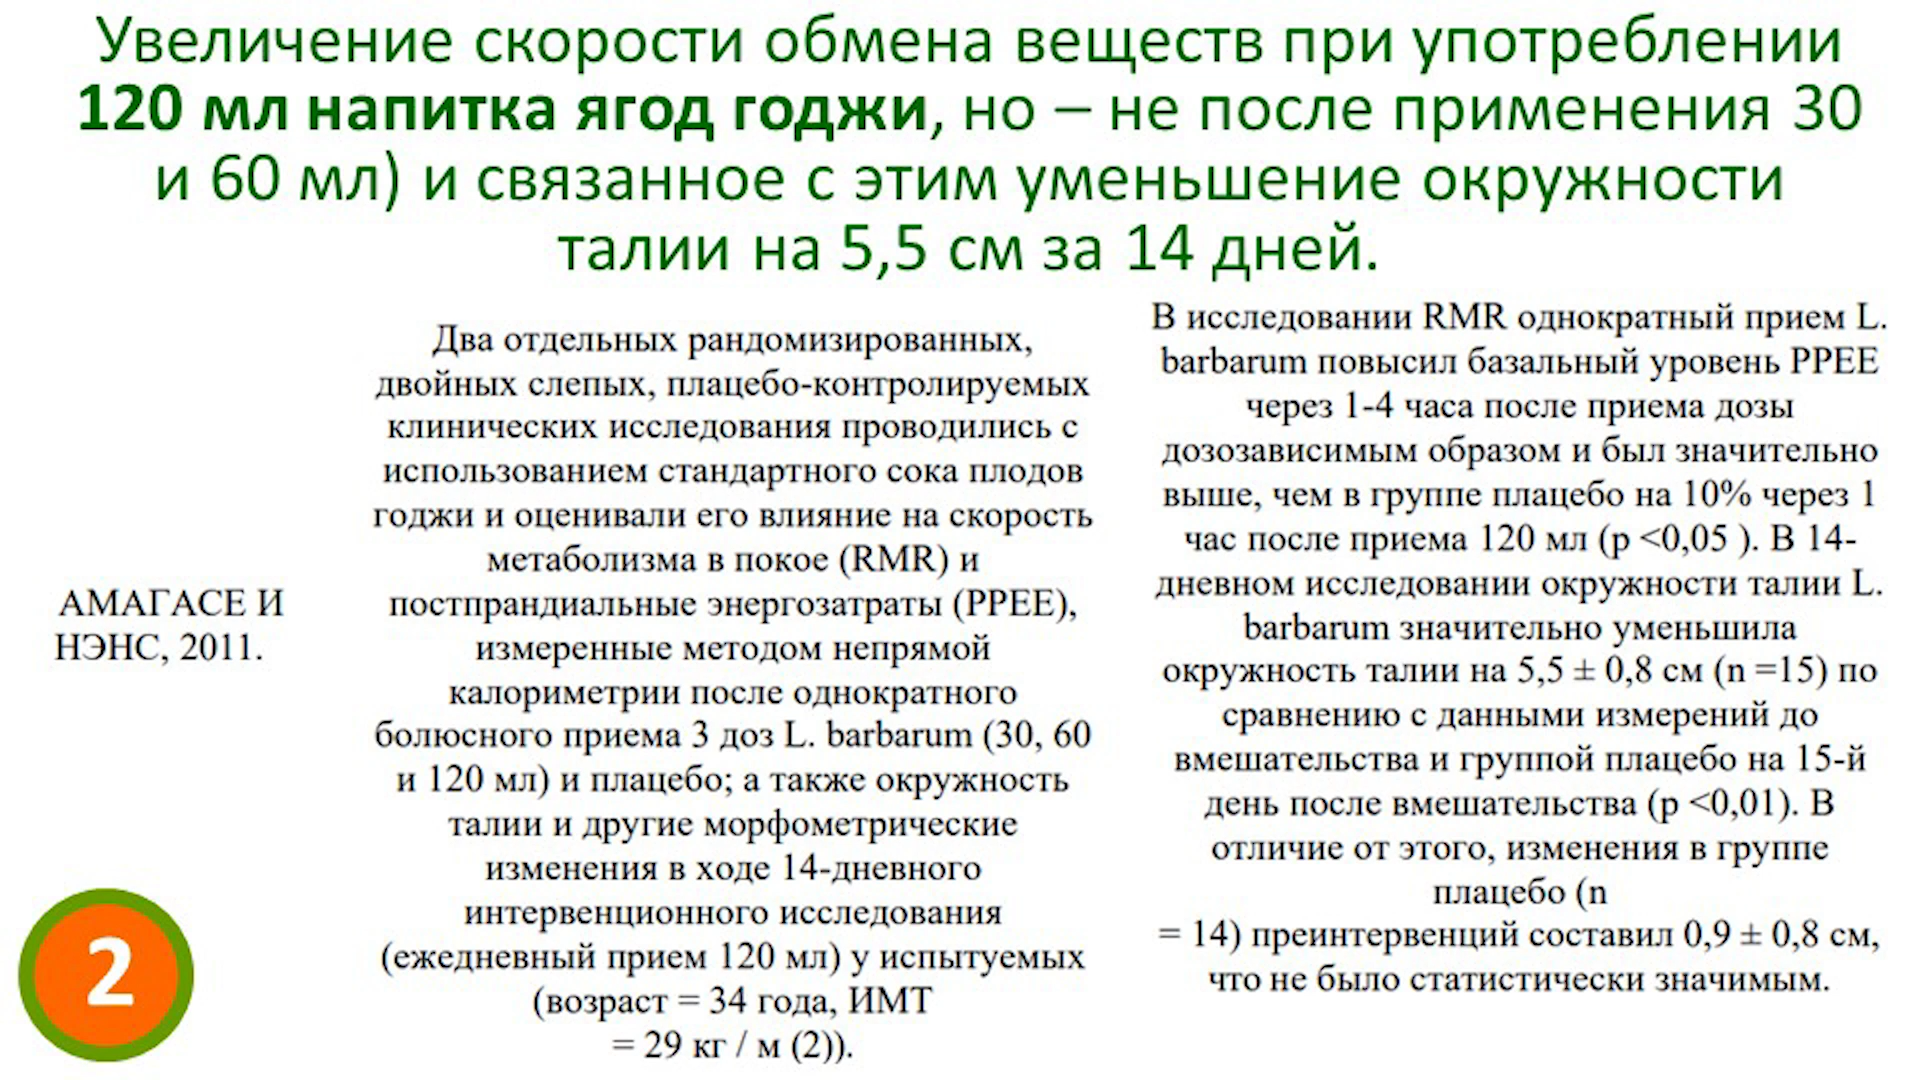 Увеличение скорости обмена веществ при употреблении
120 мл напитка ягод годжи, но – не после применения 30
и 60 мл) и связанное с этим уменьшение окружности
талии на 5,5 см за 14 дней.
АМАГАСЕ И
НЭНС, 2011.
Два отдельных рандомизированных,
двойных слепых, плацебо-контролируемых
клинических исследования проводились с
использованием стандартного сока плодов
годжи и оценивали его влияние на скорость
метаболизма в покое (RMR) и
постпрандиальные энергозатраты (PPEE),
измеренные методом непрямой
калориметрии после однократного
болюсного приема 3 доз L. barbarum (30, 60
и 120 мл) и плацебо; а также окружность
талии и другие морфометрические
изменения в ходе 14-дневного
интервенционного исследования
(ежедневный прием 120 мл) у испытуемых
(возраст = 34 года, ИМТ
= 29 кг / м (2)).
В исследовании RMR однократный прием L.
barbarum повысил базальный уровень PPEE
через 1-4 часа после приема дозы
дозозависимым образом и был значительно
выше, чем в группе плацебо на 10% через 1
час после приема 120 мл (p <0,05 ). В 14-
дневном исследовании окружности талии L.
barbarum значительно уменьшила
окружность талии на 5,5 ± 0,8 см (n =15) по
сравнению с данными измерений до
вмешательства и группой плацебо на 15-й
день после вмешательства (p <0,01). В
отличие от этого, изменения в группе
плацебо (n
= 14) преинтервенций составил 0,9 ± 0,8 см,
что не было статистически значимым.
2